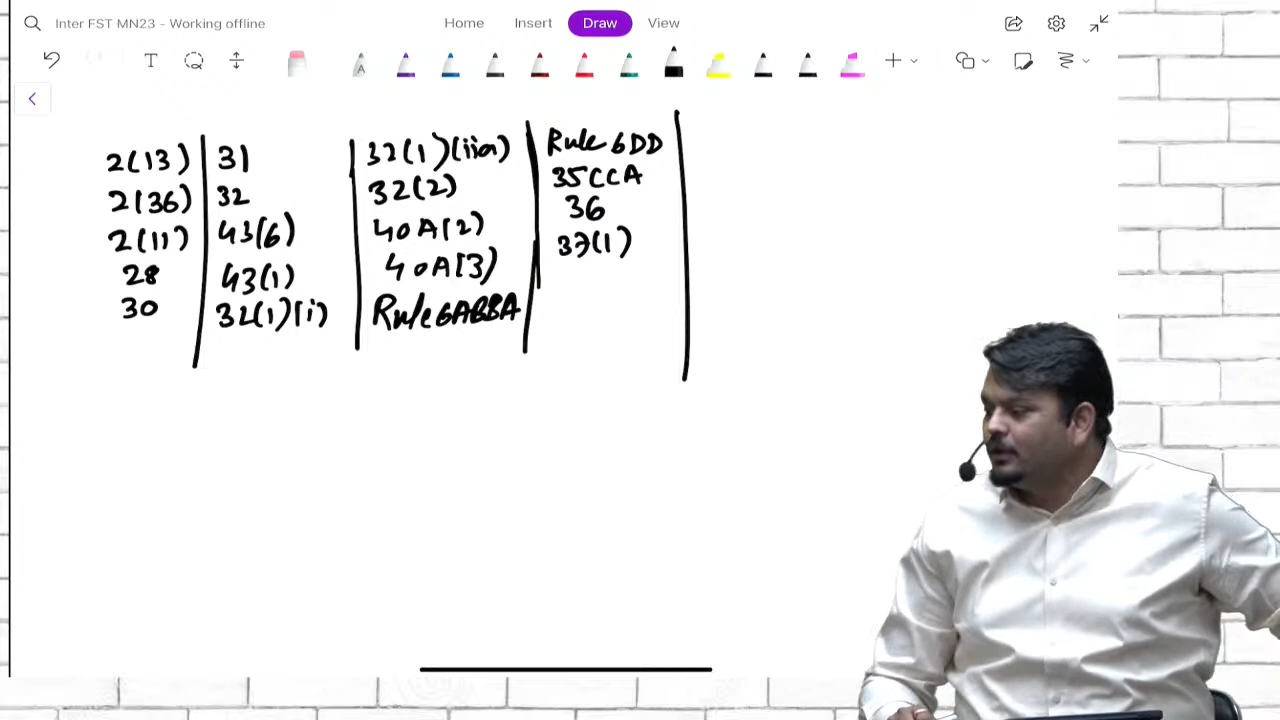 Inter FST MN23 - Working offline
Home Insert Draw View
T
A
2(13)
2(36)
2(11)
28
30
31
32
43(6)
43(1)
32(1)(i)
32(1)(iia)
32(2)
40A(2)
40A(3)
Rule6ABBA
Rule 6DD
35CCA
36
37(1)